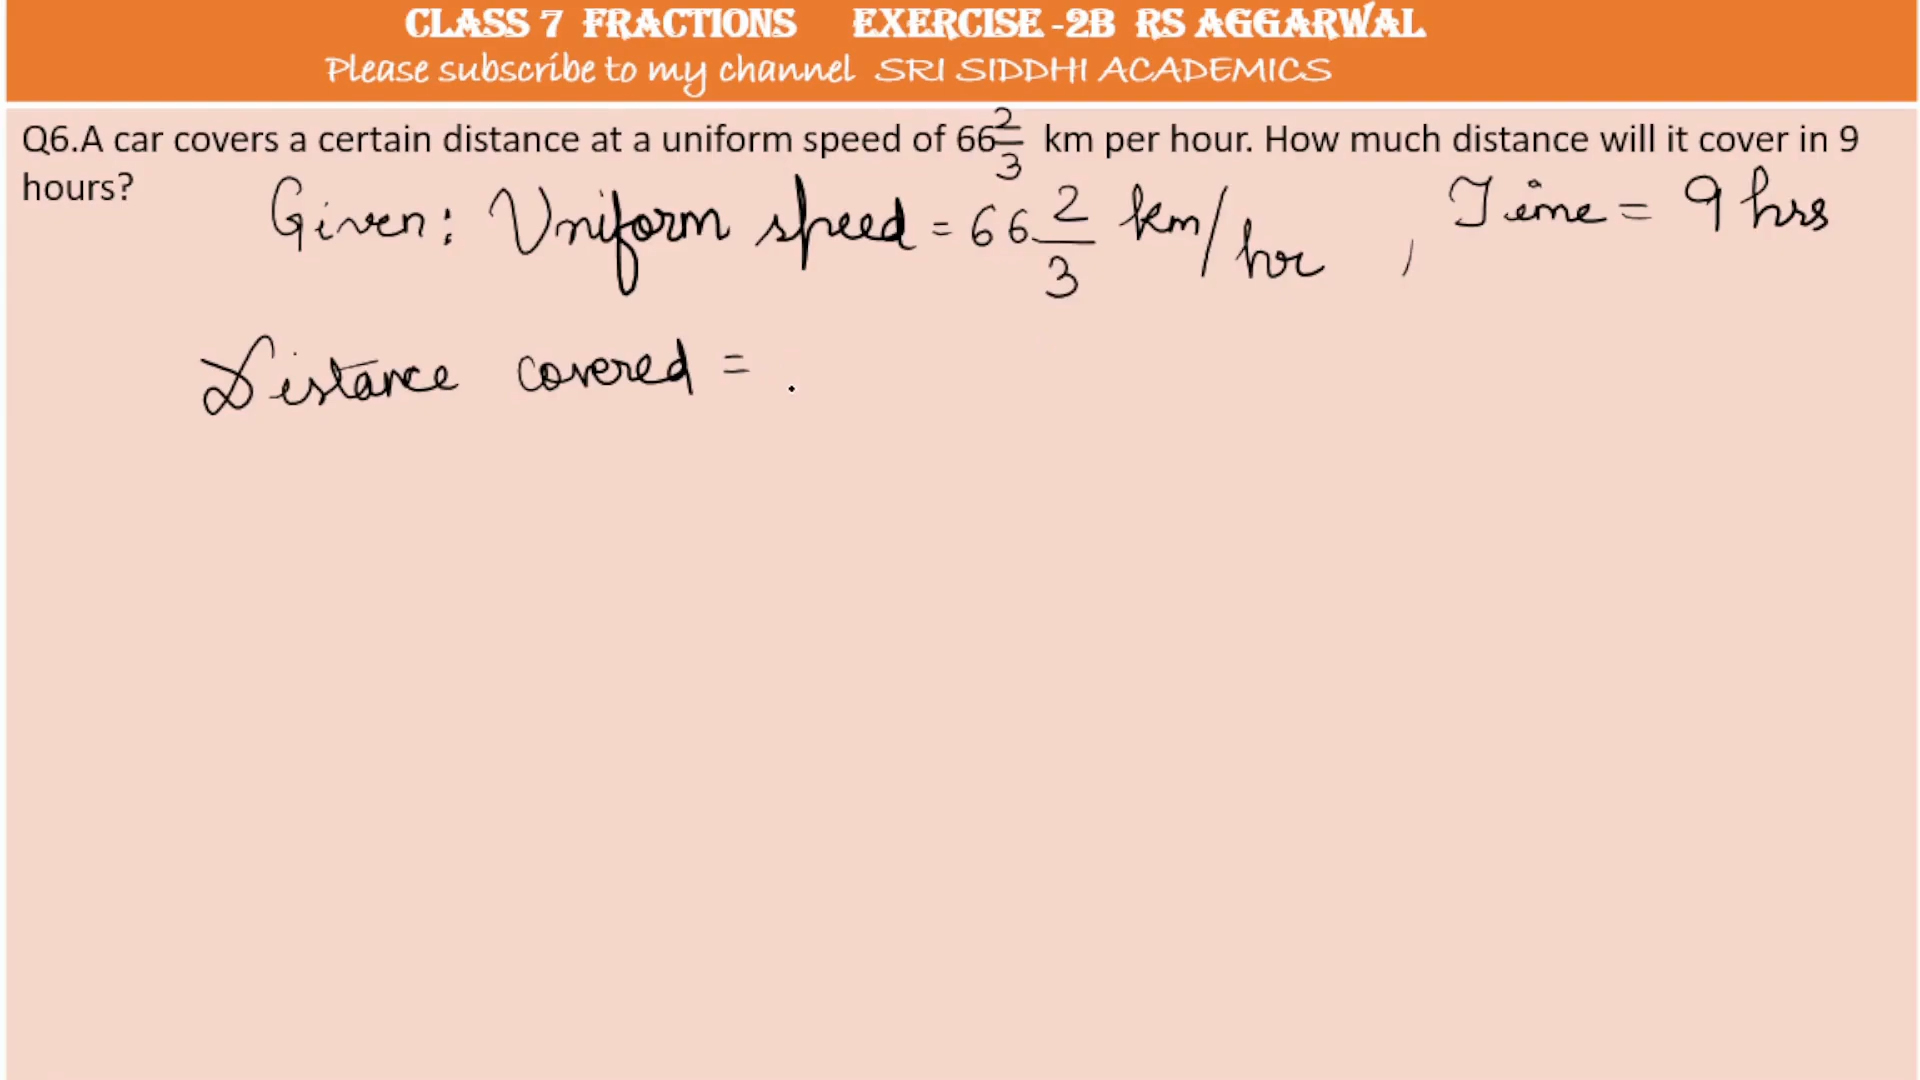 CLASS 7 FRACTIONS EXERCISE -2B RS AGGARWAL
Please subscribe to my channel SRI SIDDHI ACADEMICS
Q6.A car covers a certain distance at a uniform speed of 66 2/3 km per hour. How much distance will it cover in 9
hours?
Given: Uniform speed = 66 2/3 km/hr , Time = 9 hrs
Distance covered =